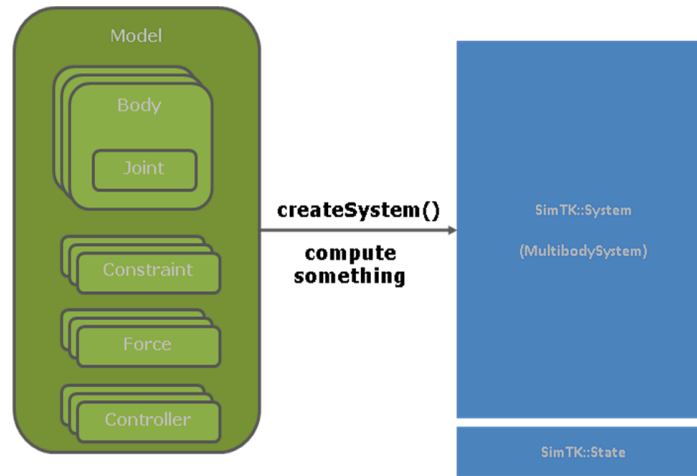 Model
Body
Joint
Constraint
Force
Controller
createSystem()
compute
something
SimTK::System
(MultibodySystem)
SimTK::State